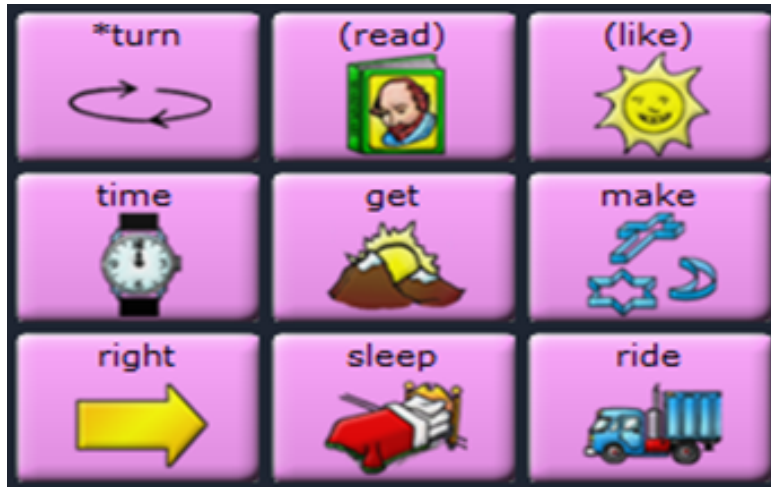 *turn
(read)
(like)
time
get
make
right
sleep
ride